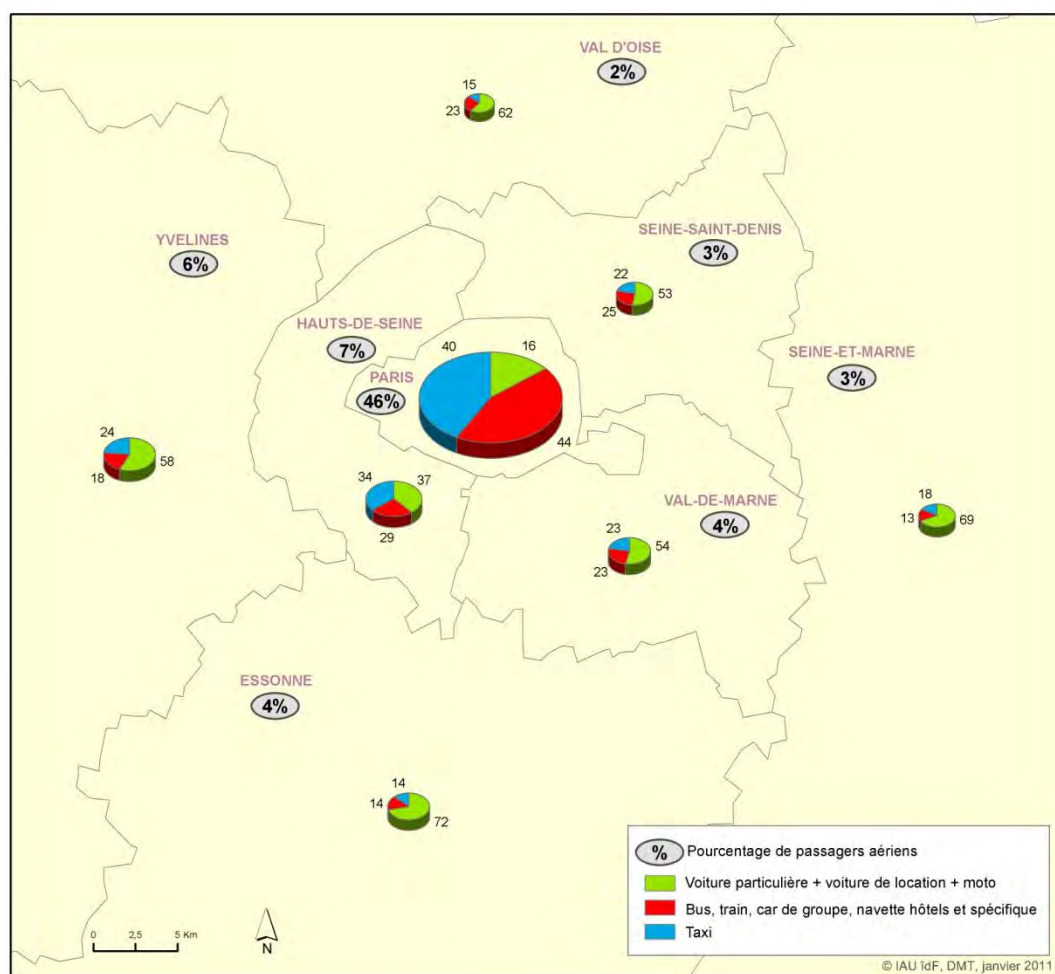 VAL D'OISE
2%
15
23
62
YVELINES
6%
SEINE-SAINT-DENIS
3%
22
25
53
HAUTS-DE-SEINE
7%
PARIS
46%
40
16
44
SEINE-ET-MARNE
3%
24
18
58
34
37
29
VAL-DE-MARNE
4%
23
54
23
18
13
69
ESSONNE
4%
14
14
72
% Pourcentage de passagers aériens
Voiture particulière + voiture de location + moto
Bus, train, car de groupe, navette hôtels et spécifique
Taxi
0 2,5 5 Km
N
© IAU îdF, DMT, janvier 2011